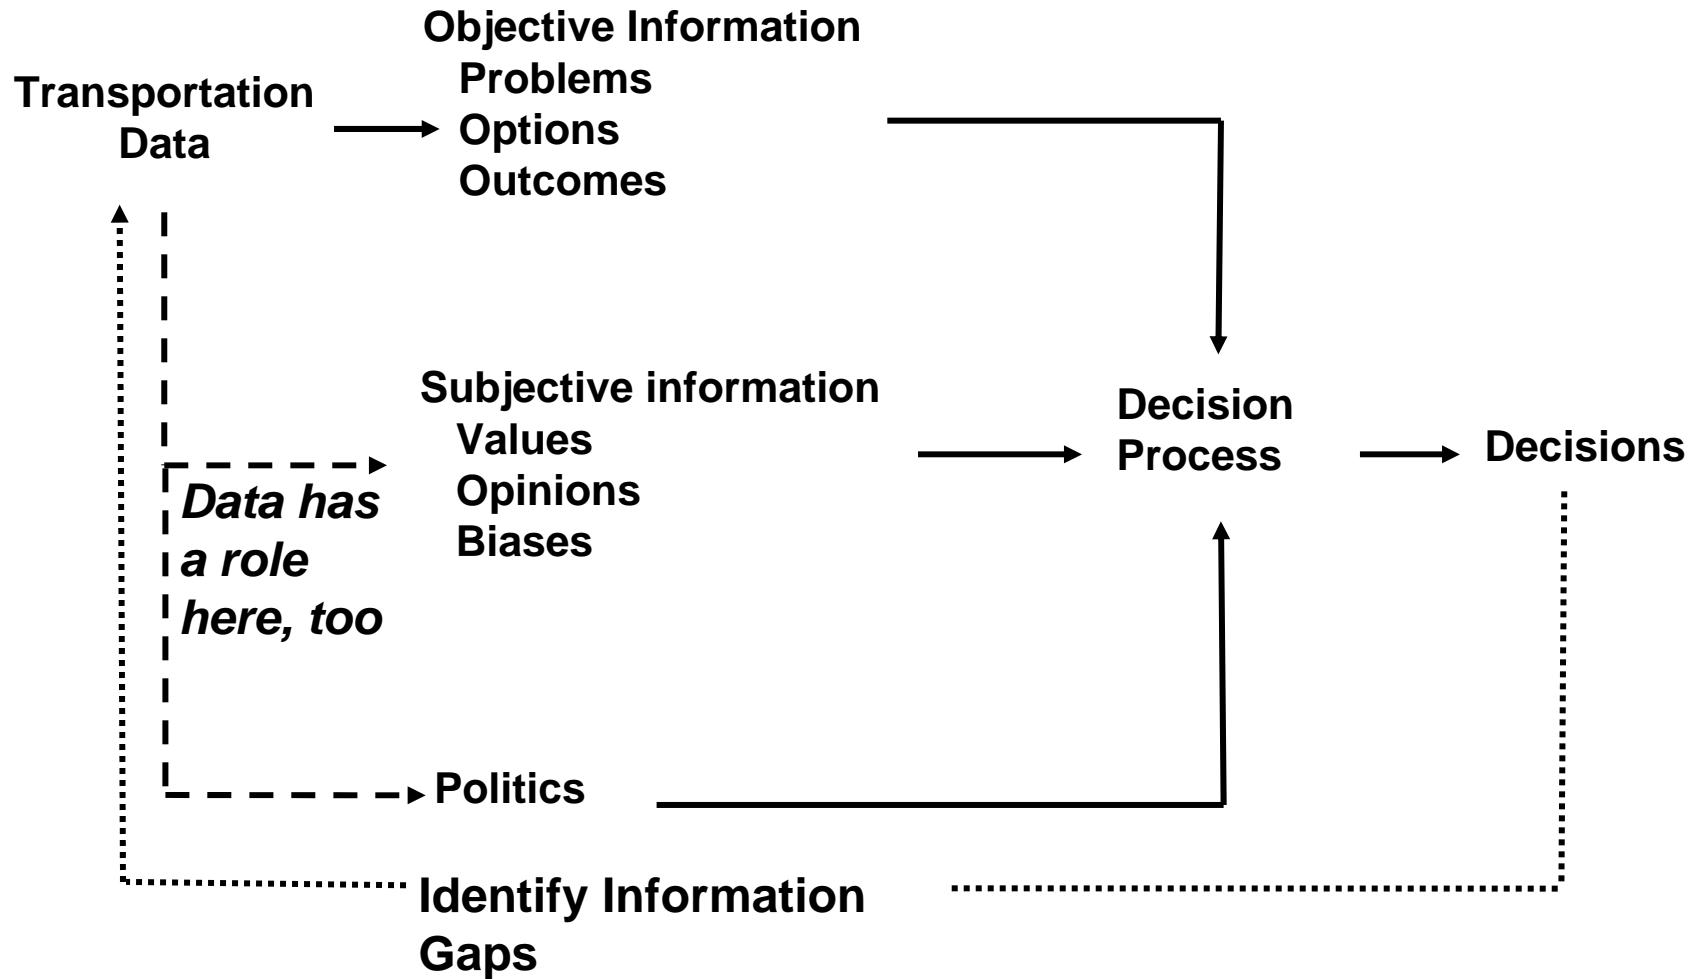 Transportation
Data
Objective Information
Problems
Options
Outcomes
Subjective information
Values
Opinions
Biases
Data has
a role
here, too
Politics
Decision
Process
Decisions
Identify Information
Gaps